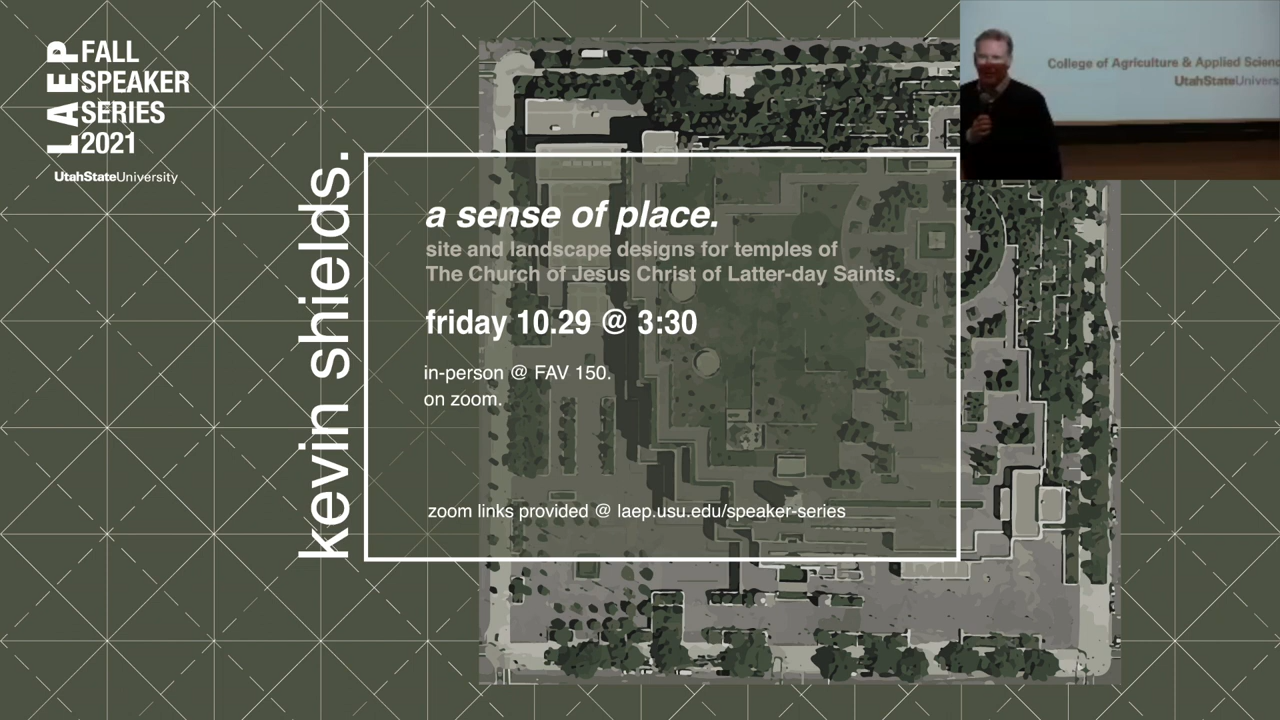 LAEP
FALL
SPEAKER
SERIES
2021
UtahStateUniversity
kevin shields.
a sense of place.
site and landscape designs for temples of
The Church of Jesus Christ of Latter-day Saints.
friday 10.29 @ 3:30
in-person @ FAV 150.
on zoom.
zoom links provided @ laep.usu.edu/speaker-series
College of Agriculture & Applied Scienc
UtahStateUnivers